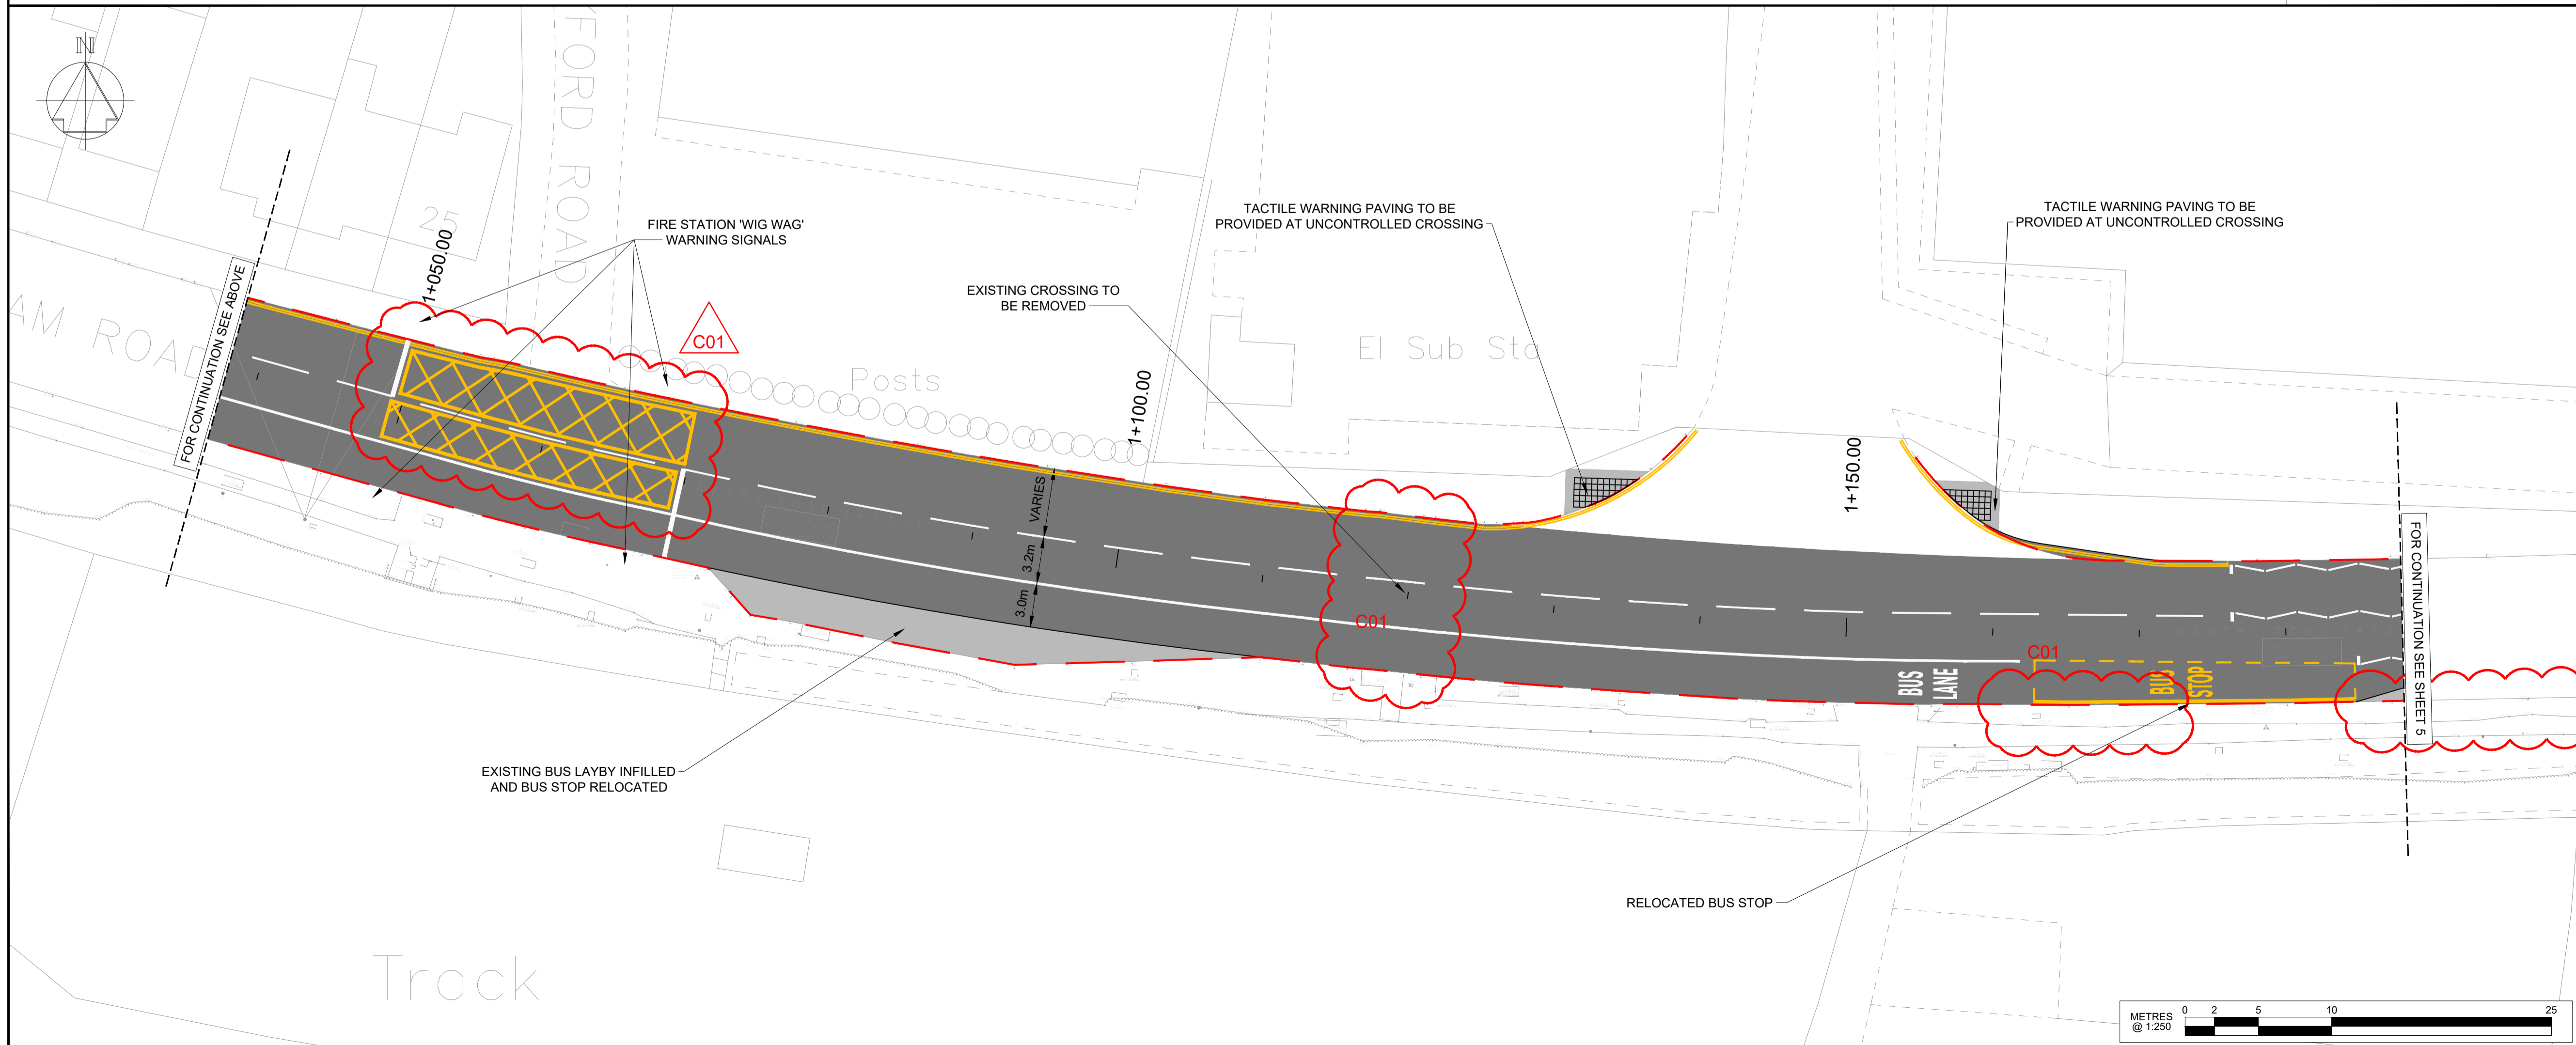 N
FORD ROAD
25
1+050.00
FIRE STATION 'WIG WAG'
WARNING SIGNALS
TACTILE WARNING PAVING TO BE
PROVIDED AT UNCONTROLLED CROSSING
TACTILE WARNING PAVING TO BE
PROVIDED AT UNCONTROLLED CROSSING
EXISTING CROSSING TO
BE REMOVED
AM ROAD
FOR CONTINUATION SEE ABOVE
C01
Posts
1+100.00
El Sub Sta
1+150.00
VARIES
3.2m
3.0m
C01
C01
BUS
LANE
BUS
STOP
FOR CONTINUATION SEE SHEET 5
EXISTING BUS LAYBY INFILLED
AND BUS STOP RELOCATED
RELOCATED BUS STOP
Track
METRES
@ 1:250
0 2 5 10 25